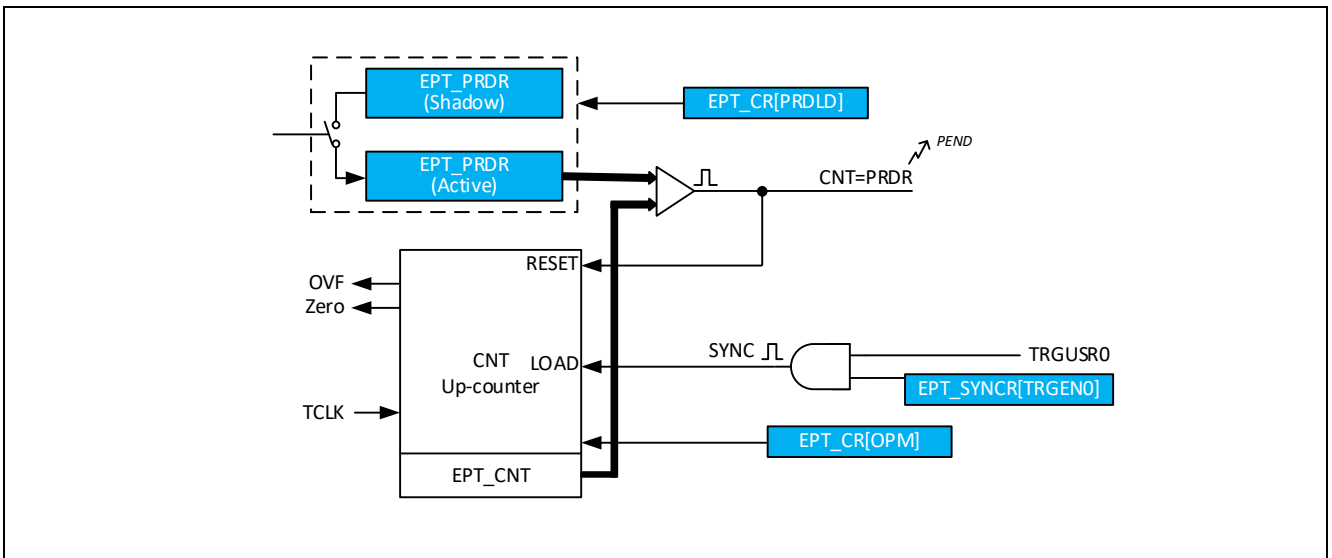 EPT_PRDR
(Shadow)
EPT_CR[PRDLD]
PEND
EPT_PRDR
(Active)
CNT=PRDR
RESET
OVF
Zero
SYNC
TRGUSR0
CNT
LOAD
Up-counter
EPT_SYNCR[TRGEN0]
TCLK
EPT_CR[OPM]
EPT_CNT